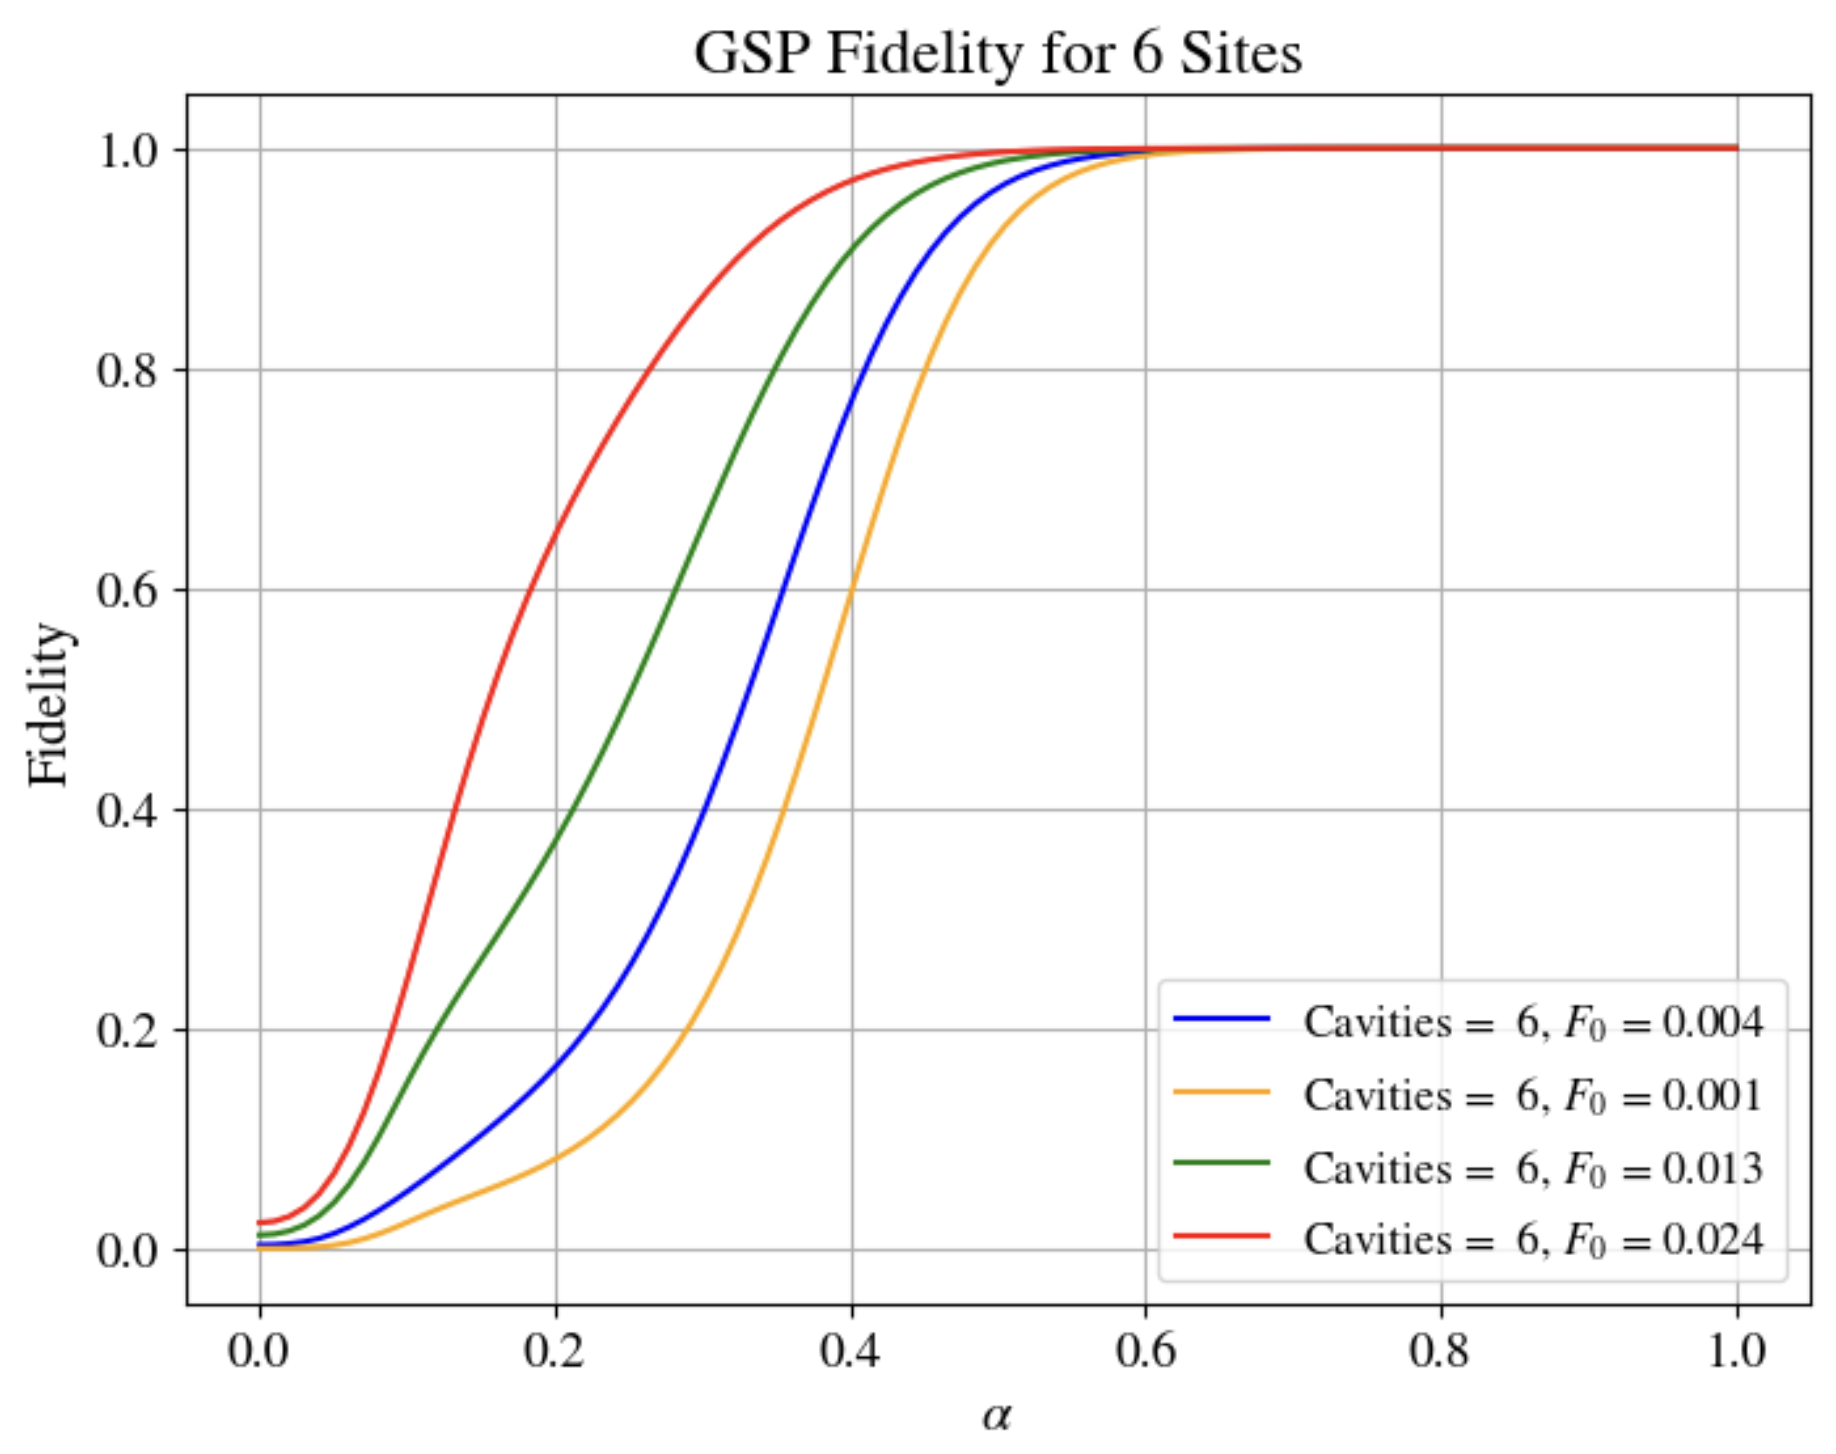 GSP Fidelity for 6 Sites
1.0
0.8
0.6
0.4
0.2
0.0
Fidelity
Cavities = 6, F₀ = 0.004
Cavities = 6, F₀ = 0.001
Cavities = 6, F₀ = 0.013
Cavities = 6, F₀ = 0.024
0.0 0.2 0.4 0.6 0.8 1.0
α